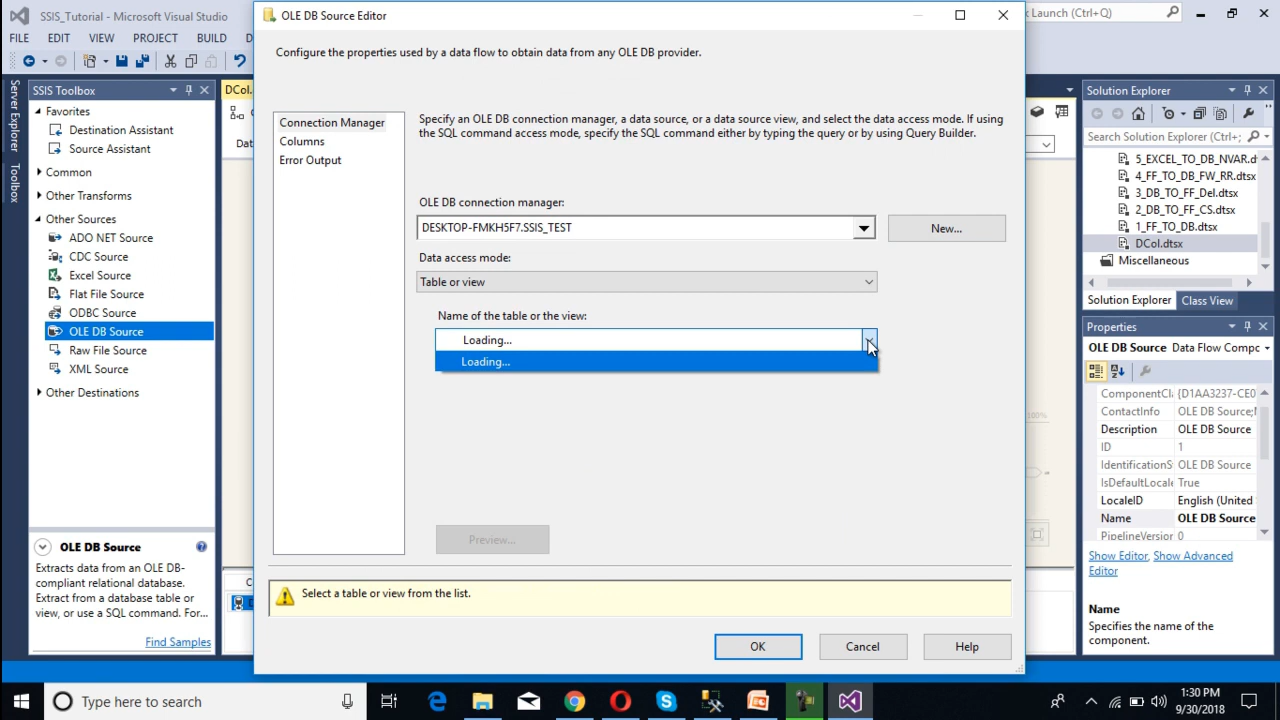 SSIS_Tutorial - Microsoft Visual Studio
OLE DB Source Editor
Launch (Ctrl+Q)
FILE EDIT VIEW PROJECT BUILD
Configure the properties used by a data flow to obtain data from any OLE DB provider.
Server Explorer
Toolbox
SSIS Toolbox
Favorites
Destination Assistant
Source Assistant
Common
Other Transforms
Other Sources
ADO NET Source
CDC Source
Excel Source
Flat File Source
ODBC Source
OLE DB Source
Raw File Source
XML Source
Other Destinations
OLE DB Source
Extracts data from an OLE DB-
compliant relational database.
Extract from a database table or
view, or use a SQL command. For...
Find Samples
DCol.
Dat
Connection Manager
Columns
Error Output
Specify an OLE DB connection manager, a data source, or a data source view, and select the data access mode. If using
the SQL command access mode, specify the SQL command either by typing the query or by using Query Builder.
OLE DB connection manager:
DESKTOP-FMKH5F7.SSIS_TEST
New...
Data access mode:
Table or view
Name of the table or the view:
Loading...
Loading...
Preview...
Select a table or view from the list.
OK
Cancel
Help
100%
Solution Explorer
Search Solution Explorer (Ctrl+
5_EXCEL_TO_DB_NVAR.d
4_FF_TO_DB_FW_RR.dtsx
3_DB_TO_FF_Del.dtsx
2_DB_TO_FF_CS.dtsx
1_FF_TO_DB.dtsx
DCol.dtsx
Miscellaneous
Solution Explorer Class View
Properties
OLE DB Source Data Flow Compc
ComponentCla {D1AA3237-CE0
ContactInfo OLE DB Source;
Description OLE DB Source
ID 1
IdentificationS OLE DB Source
IsDefaultLocale True
LocaleID English (United
Name OLE DB Source
PipelineVersion 0
Show Editor, Show Advanced
Editor
Name
Specifies the name of the
component.
Type here to search
1:30 PM
9/30/2018